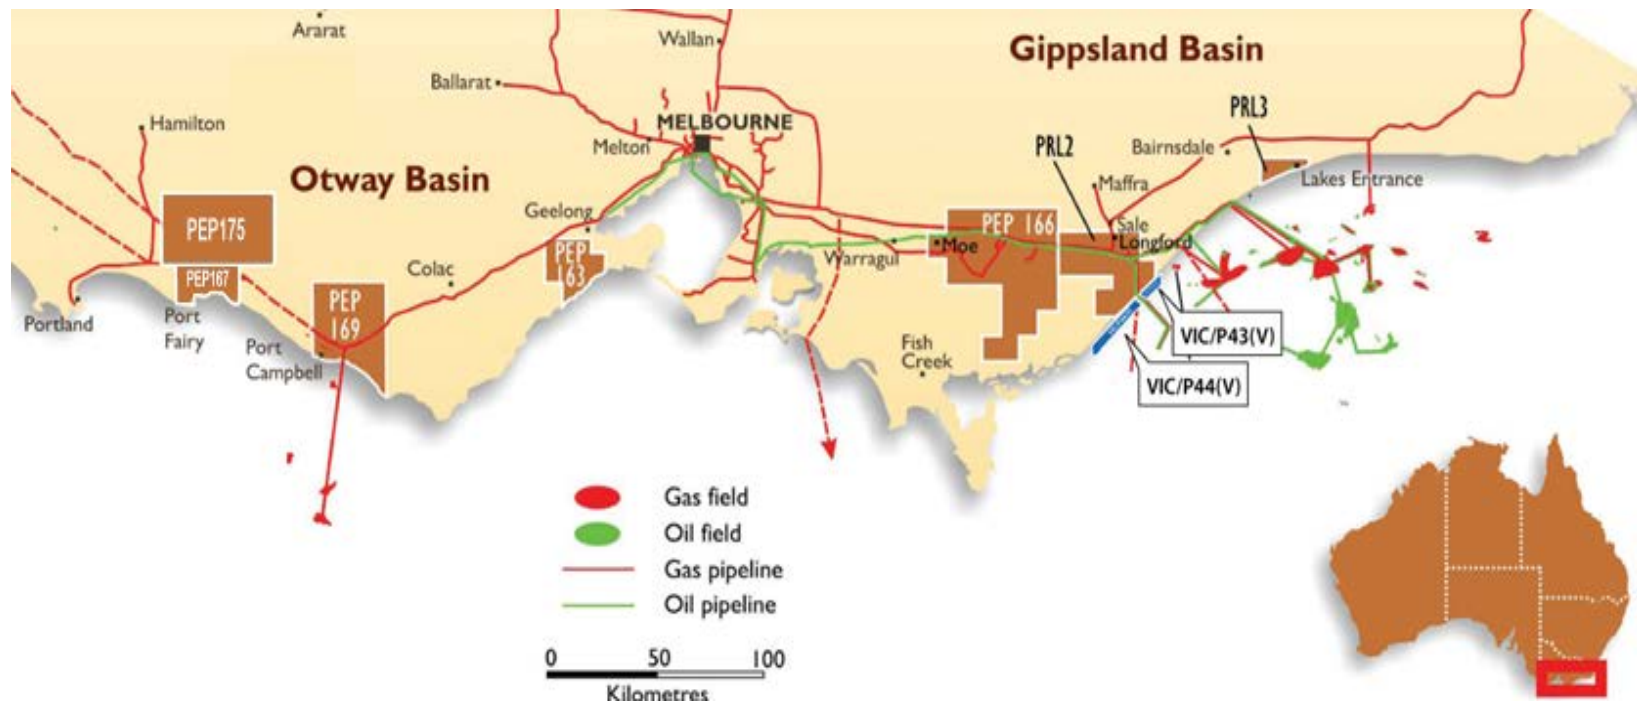 Ararat
Wallan
Gippsland Basin
Ballarat
PRL3
Hamilton
MELBOURNE
Melton
PRL2
Bairnsdale
Otway Basin
Maffra
Lakes Entrance
Geelong
PEP175
PEP 166
Sale
Moe
Longford
PEP
163
Warragul
Colac
PEP167
PEP
169
Portland
Port
Fairy
Port
Campbell
Fish
Creek
VIC/P43(V)
VIC/P44(V)
Gas field
Oil field
Gas pipeline
Oil pipeline
0 50 100
Kilometres